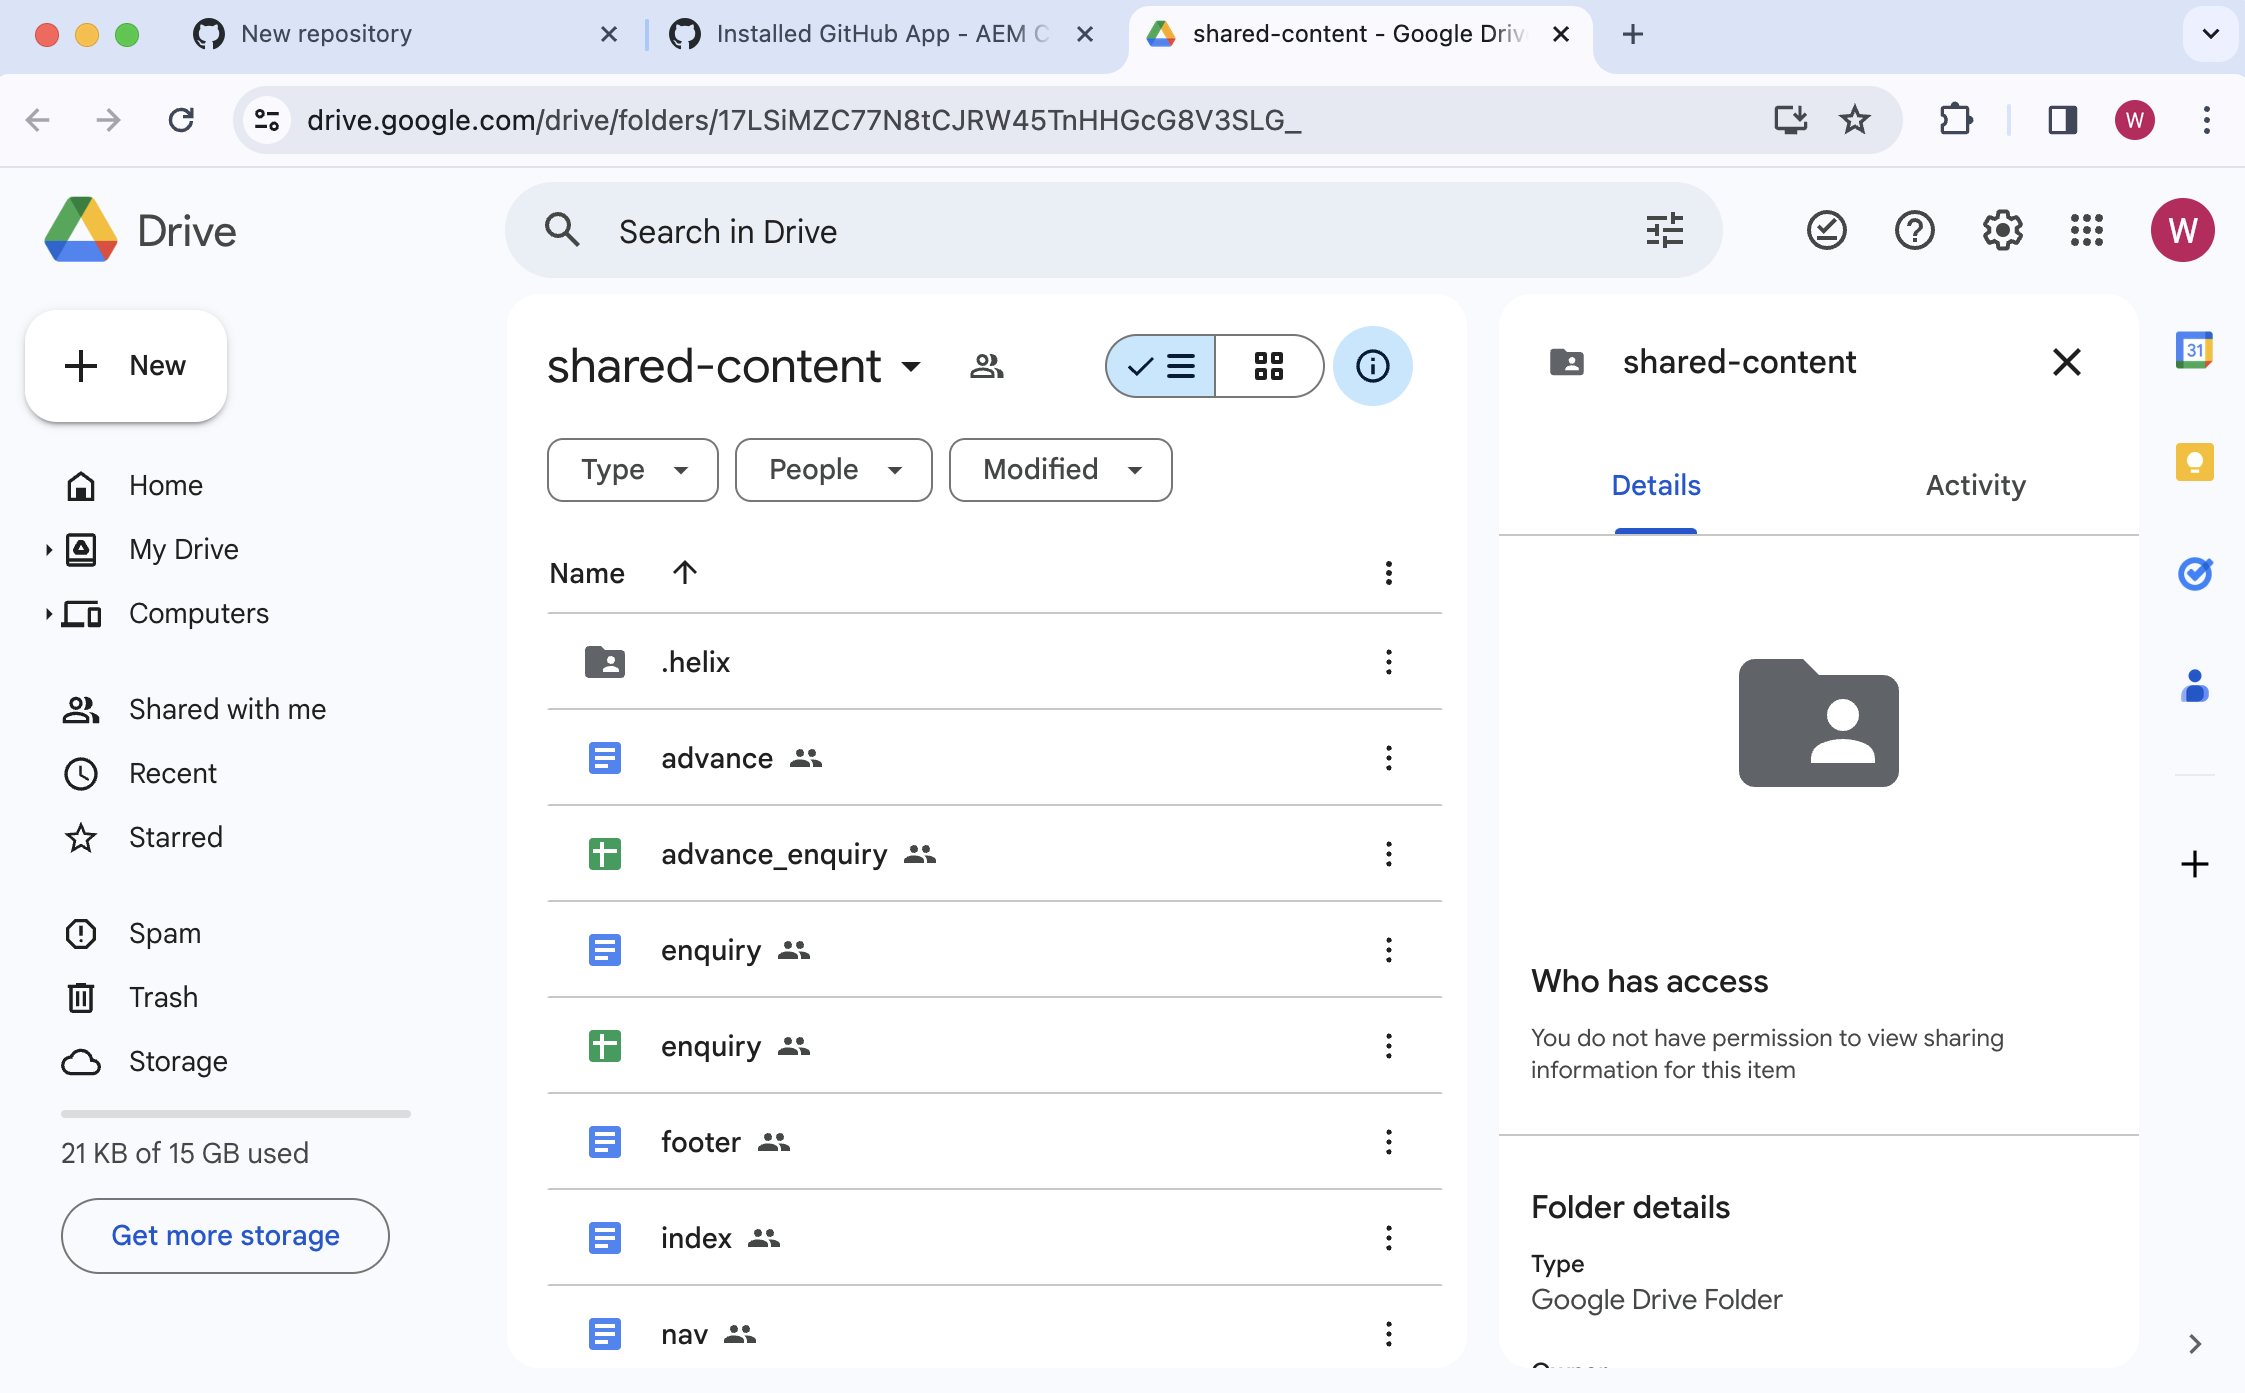 New repository
Installed GitHub App - AEM C
shared-content - Google Driv
drive.google.com/drive/folders/17LSiMZC77N8tCJRW45TnHHGcG8V3SLG_
W
Drive
Search in Drive
W
New
Home
My Drive
Computers
Shared with me
Recent
Starred
Spam
Trash
Storage
21 KB of 15 GB used
Get more storage
shared-content
Type
People
Modified
Name
.helix
advance
advance_enquiry
enquiry
enquiry
footer
index
nav
shared-content
Details
Activity
Who has access
You do not have permission to view sharing
information for this item
Folder details
Type
Google Drive Folder
31